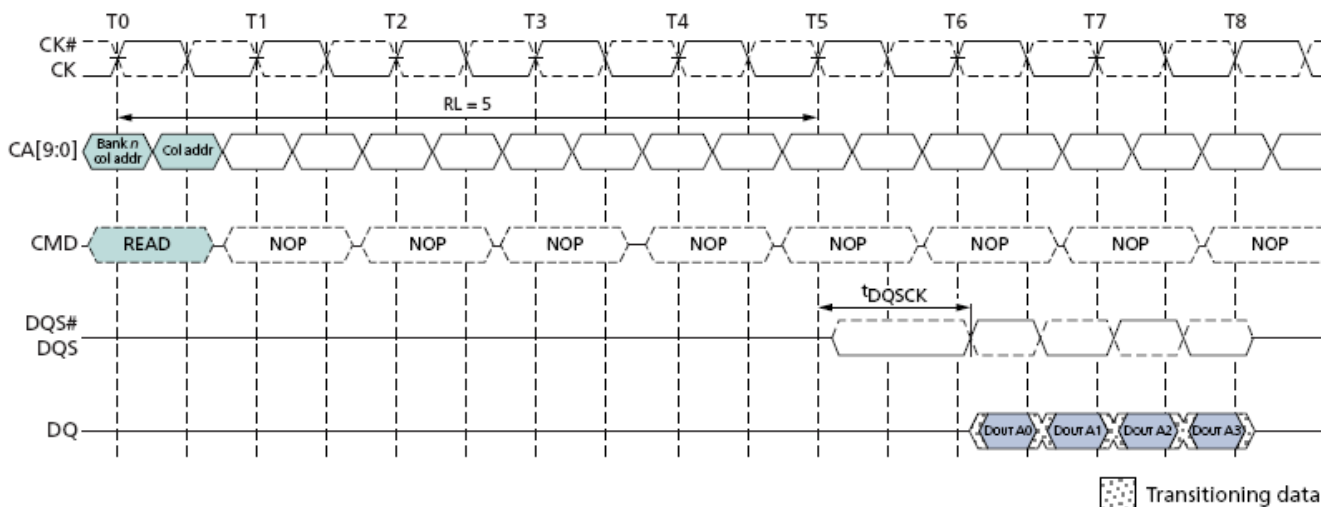 T0 T1 T2 T3 T4 T5 T6 T7 T8
CK#
CK
RL = 5
CA[9:0] Bank n col addr Col addr
CMD READ NOP NOP NOP NOP NOP NOP NOP NOP
tDQSCK
DQS#
DQS
DQ DOUT A0 DOUT A1 DOUT A2 DOUT A3
Transitioning data